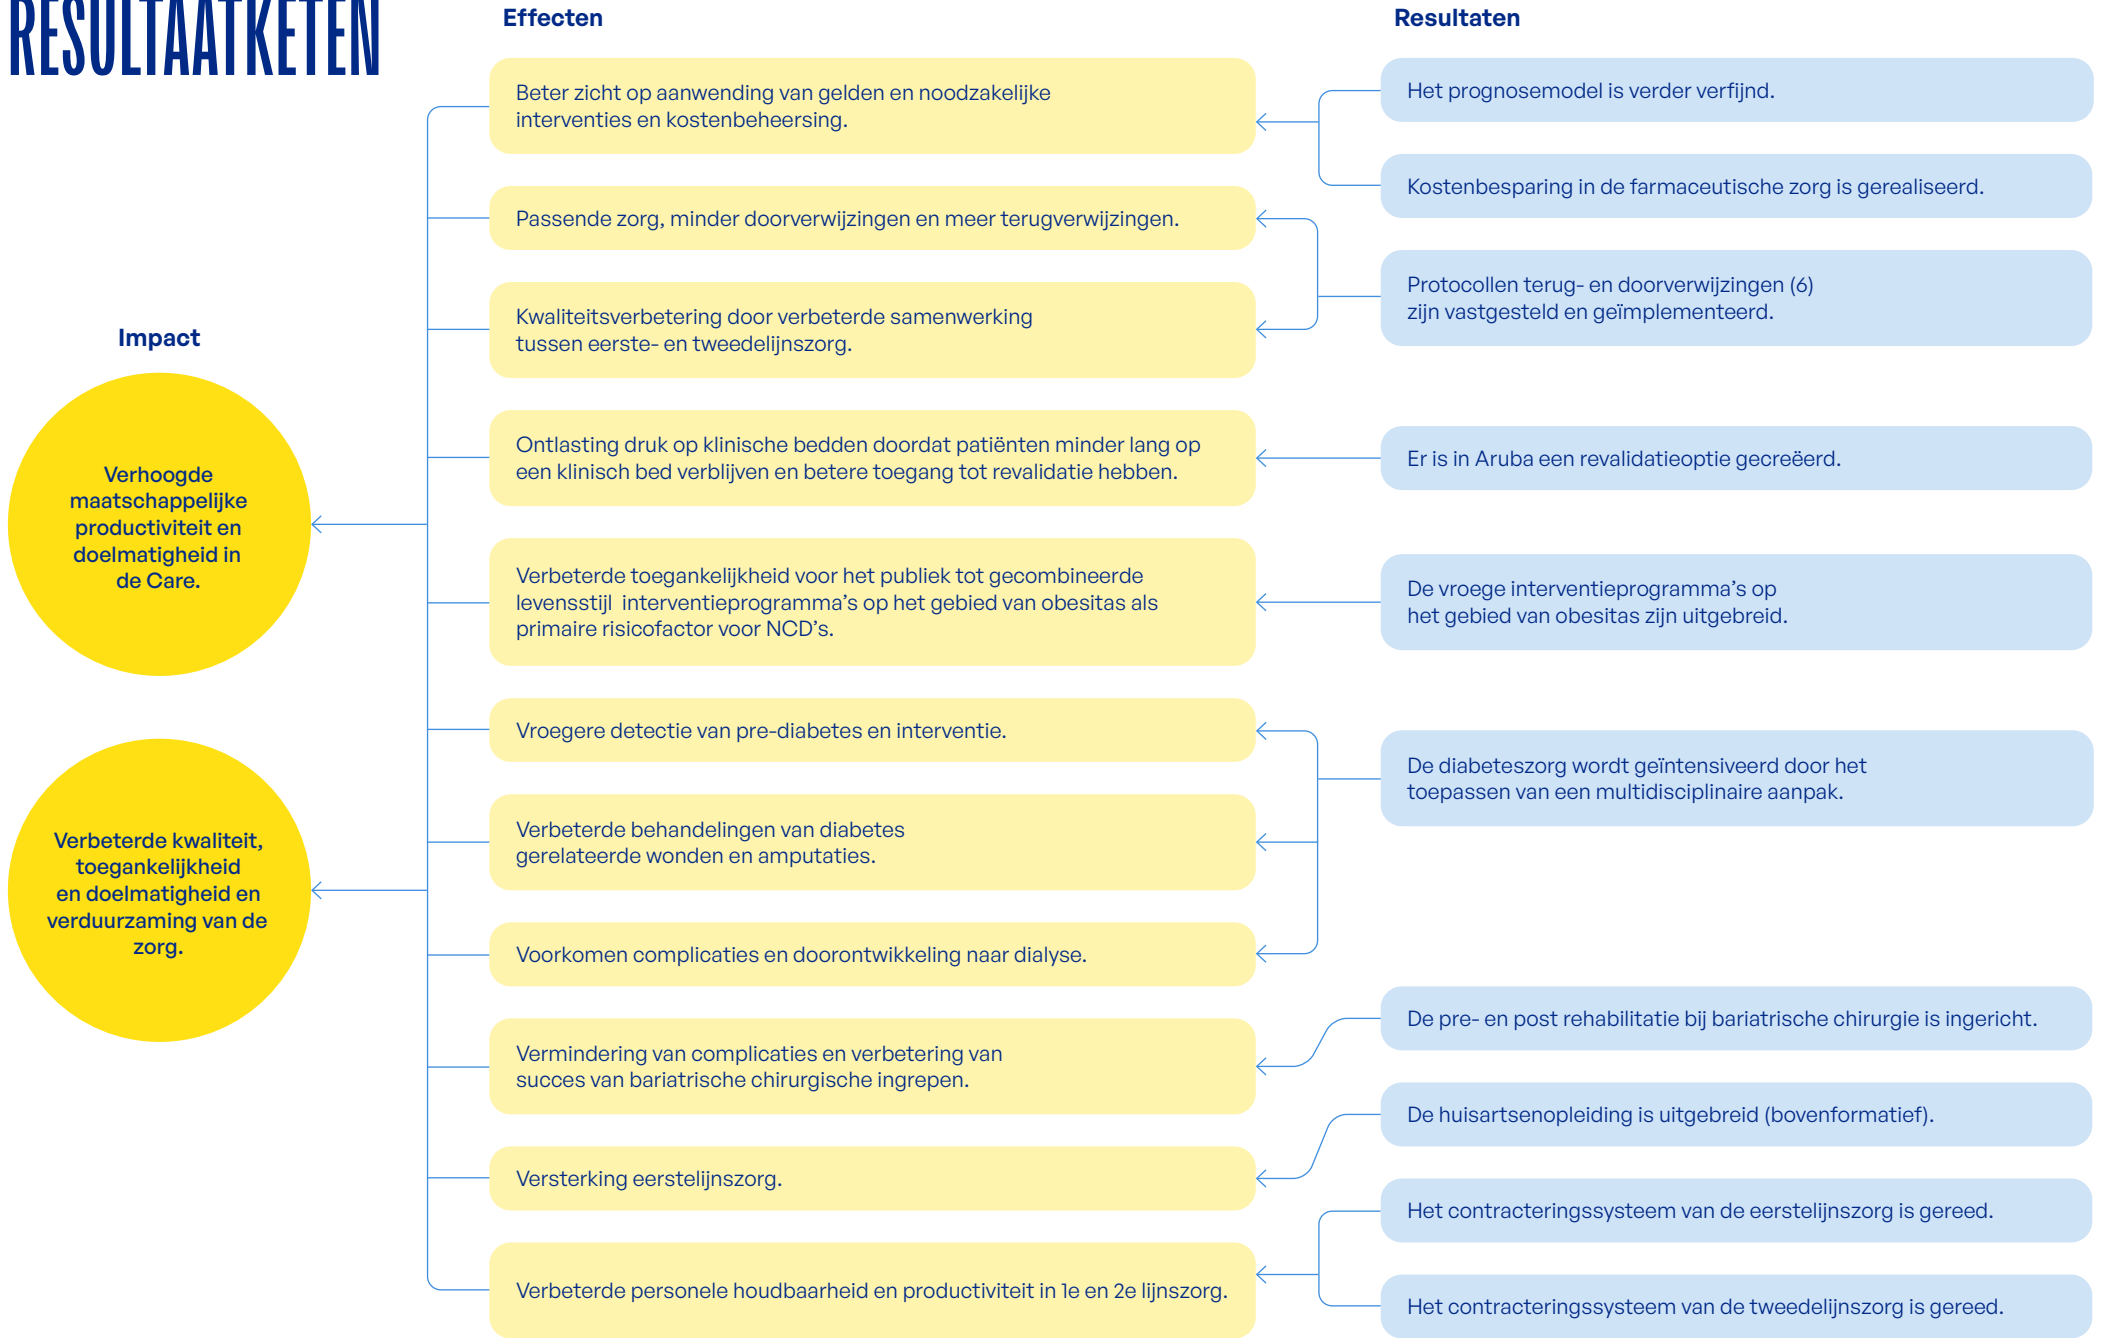 RESULTAATKETEN
Impact
Verhoogde
maatschappelijke
productiviteit en
doelmatigheid in
de Care.
Verbeterde kwaliteit,
toegankelijkheid
en doelmatigheid en
verduurzaming van de
zorg.
Effecten
Beter zicht op aanwending van gelden en noodzakelijke
interventies en kostenbeheersing.
Passende zorg, minder doorverwijzingen en meer terugverwijzingen.
Kwaliteitsverbetering door verbeterde samenwerking
tussen eerste- en tweedelijnszorg.
Ontlasting druk op klinische bedden doordat patiënten minder lang op
een klinisch bed verblijven en betere toegang tot revalidatie hebben.
Verbeterde toegankelijkheid voor het publiek tot gecombineerde
levensstijl  interventieprogramma's op het gebied van obesitas als
primaire risicofactor voor NCD's.
Vroegere detectie van pre-diabetes en interventie.
Verbeterde behandelingen van diabetes
gerelateerde wonden en amputaties.
Voorkomen complicaties en doorontwikkeling naar dialyse.
Vermindering van complicaties en verbetering van
succes van bariatrische chirurgische ingrepen.
Versterking eerstelijnszorg.
Verbeterde personele houdbaarheid en productiviteit in 1e en 2e lijnszorg.
Resultaten
Het prognosemodel is verder verfijnd.
Kostenbesparing in de farmaceutische zorg is gerealiseerd.
Protocollen terug- en doorverwijzingen (6)
zijn vastgesteld en geïmplementeerd.
Er is in Aruba een revalidatieoptie gecreëerd.
De vroege interventieprogramma's op
het gebied van obesitas zijn uitgebreid.
De diabeteszorg wordt geïntensiveerd door het
toepassen van een multidisciplinaire aanpak.
De pre- en post rehabilitatie bij bariatrische chirurgie is ingericht.
De huisartsenopleiding is uitgebreid (bovenformatief).
Het contracteringssysteem van de eerstelijnszorg is gereed.
Het contracteringssysteem van de tweedelijnszorg is gereed.